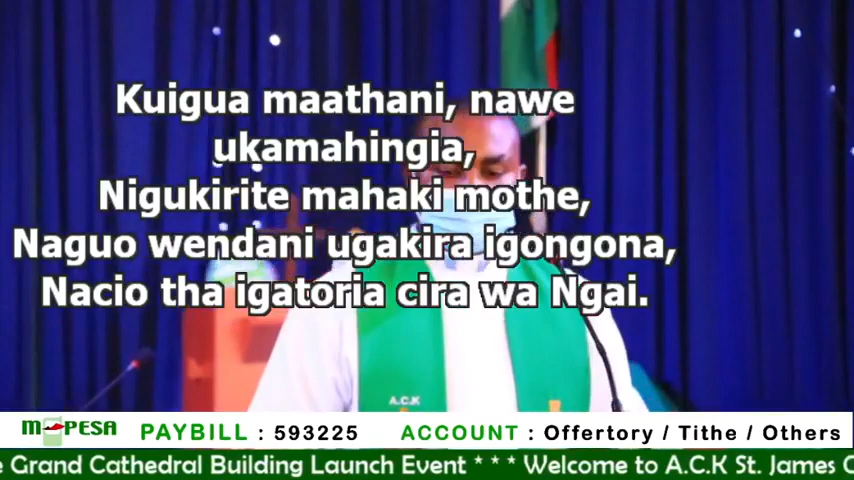 Kuigua maathani, nawe
ukamahingia,
Nigukirite mahaki mothe,
Naguo wendani ugakira igongona,
Nacio tha igatoria cira wa Ngai.
A.C.K
M PESA PAYBILL : 593225 ACCOUNT : Offertory / Tithe / Others
Grand Cathedral Building Launch Event * * * Welcome to A.C.K St. James